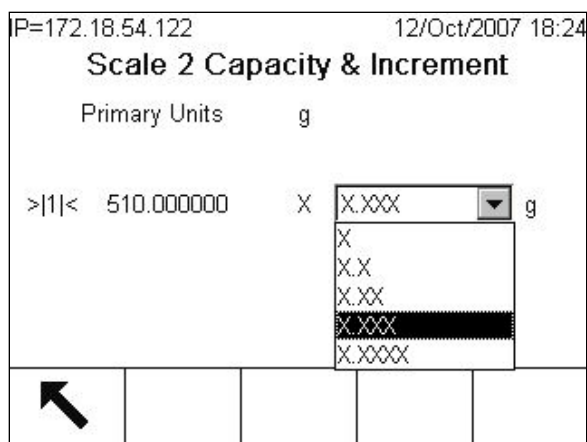 IP=172.18.54.122 12/Oct/2007 18:24
Scale 2 Capacity & Increment
Primary Units g
>|1|< 510.000000 X X.XXX g
X
X.X
X.XX
X.XXX
X.XXXX